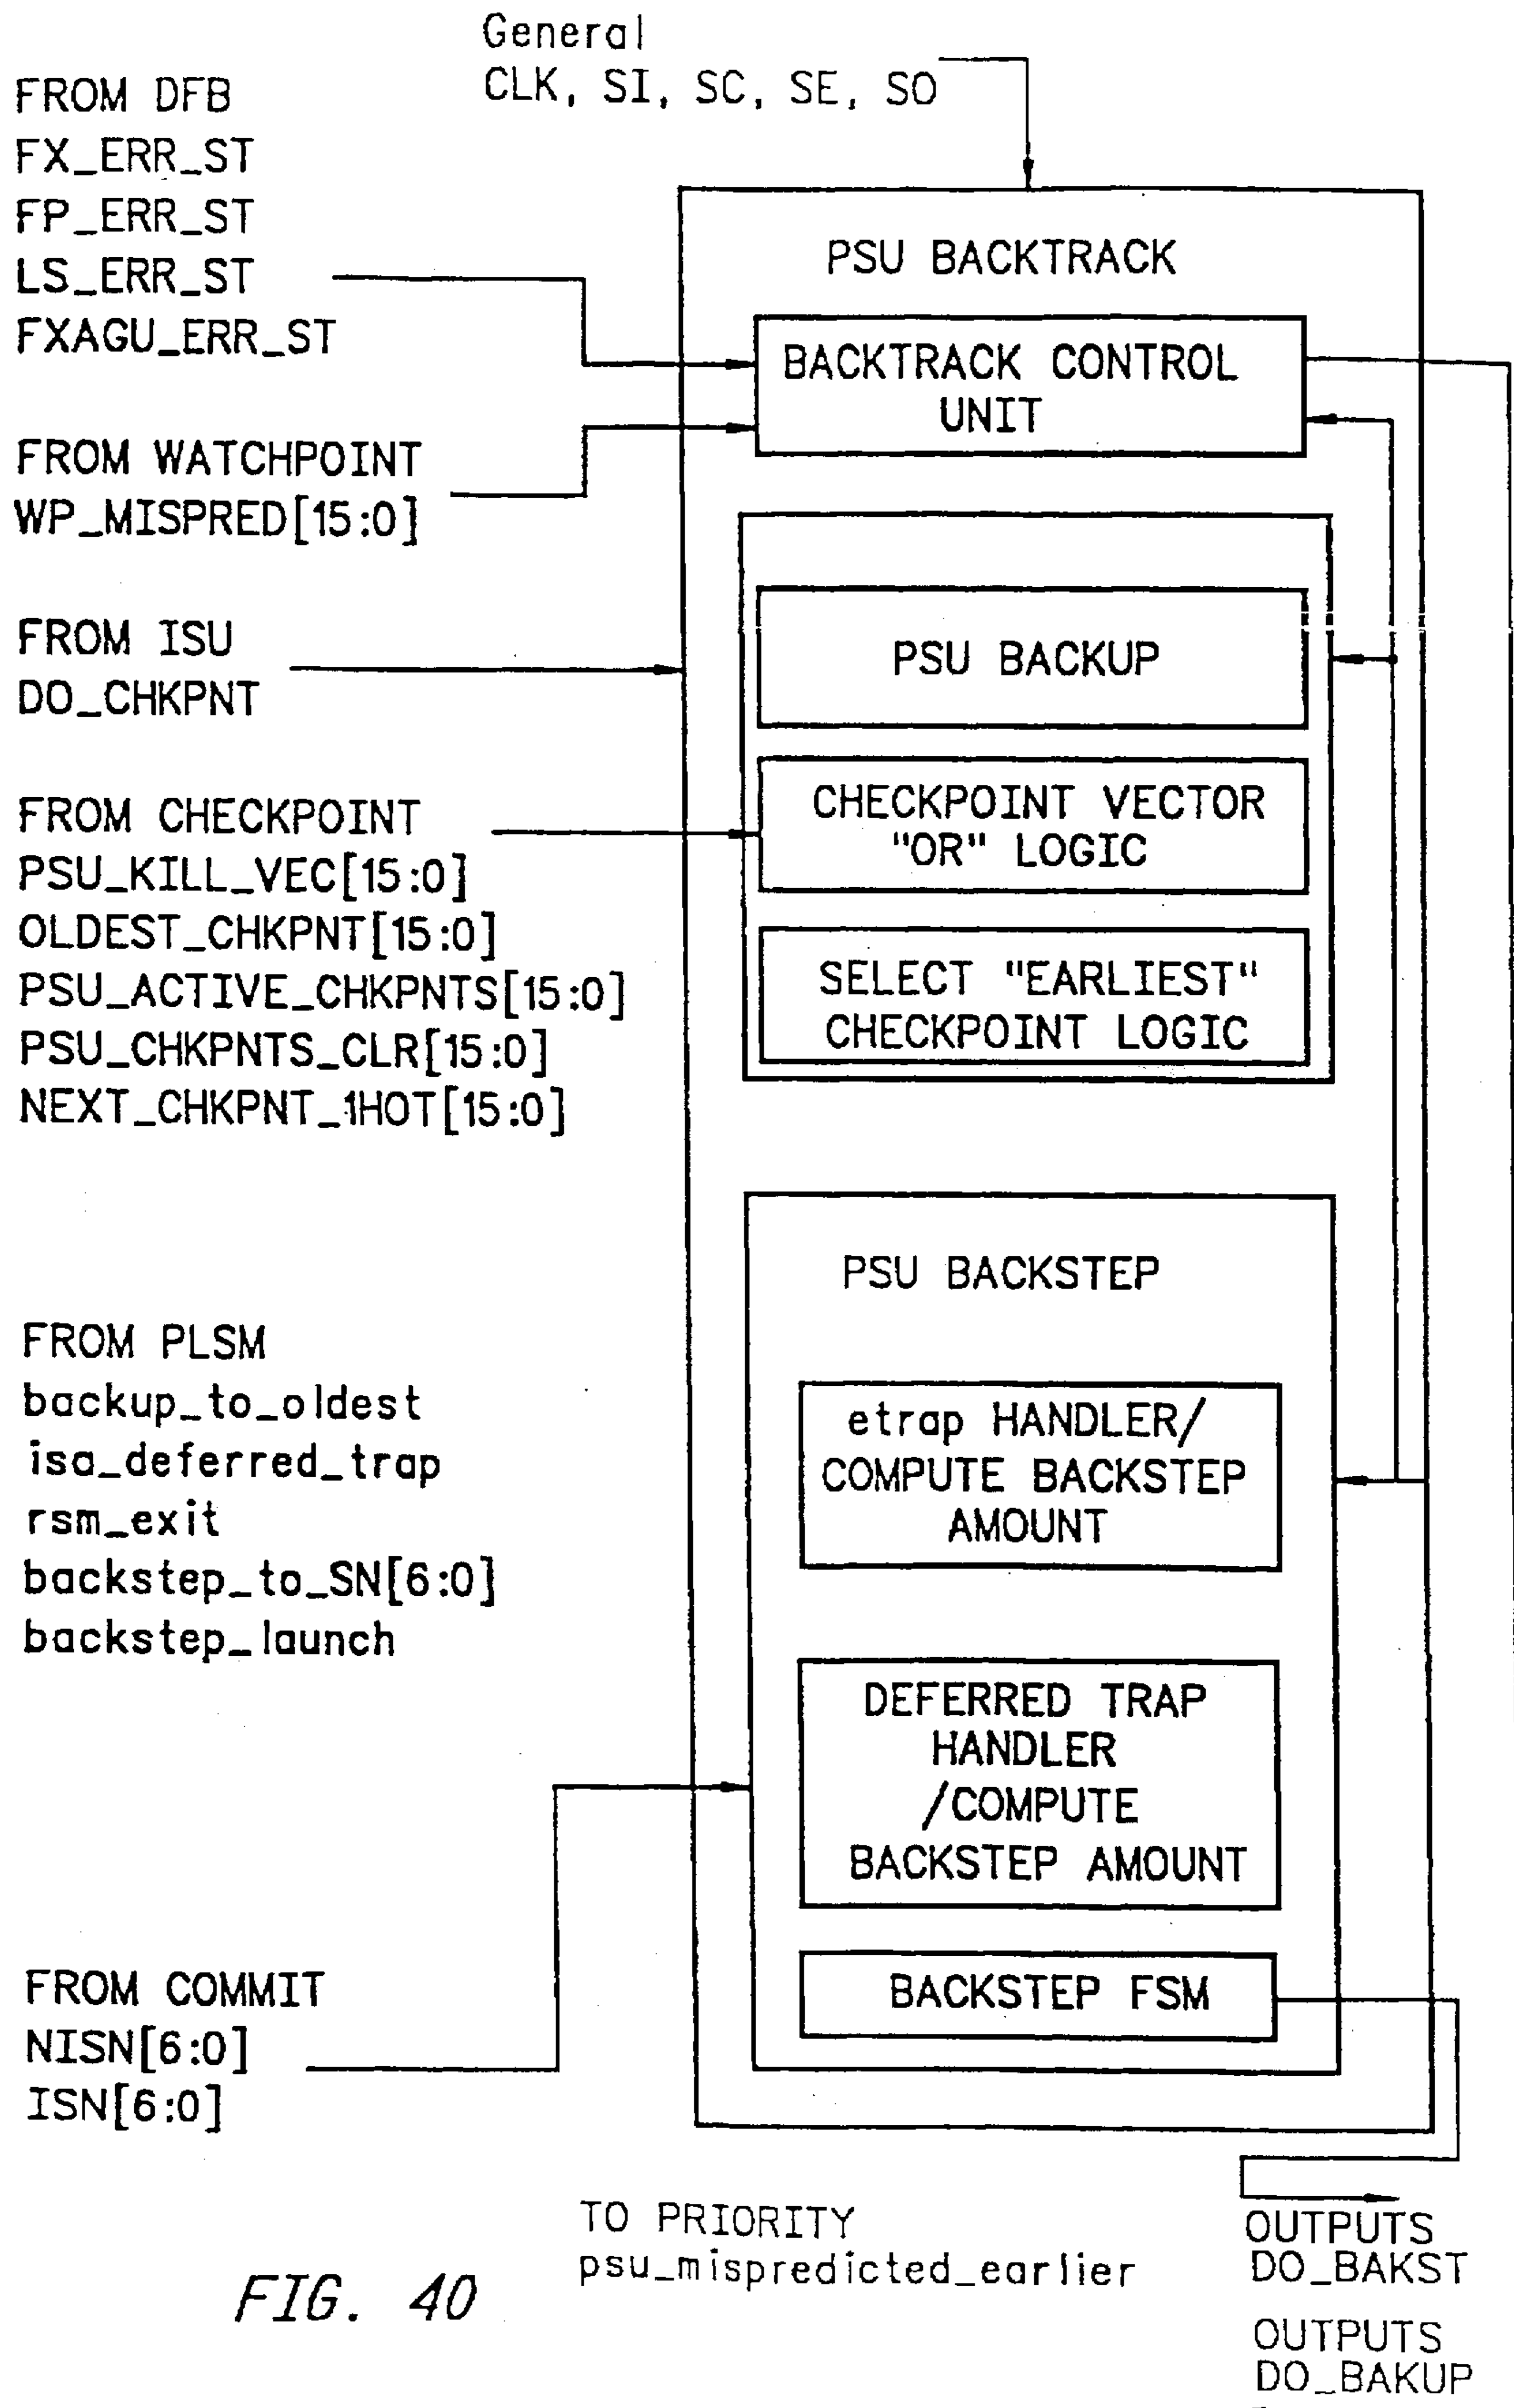 General
CLK, SI, SC, SE, SO
FROM DFB
FX_ERR_ST
FP_ERR_ST
LS_ERR_ST
FXAGU_ERR_ST
FROM WATCHPOINT
WP_MISPRED[15:0]
FROM ISU
DO_CHKPNT
FROM CHECKPOINT
PSU_KILL_VEC[15:0]
OLDEST_CHKPNT[15:0]
PSU_ACTIVE_CHKPNTS[15:0]
PSU_CHKPNTS_CLR[15:0]
NEXT_CHKPNT_1HOT[15:0]
FROM PLSM
backup_to_oldest
isa_deferred_trap
rsm_exit
backstep_to_SN[6:0]
backstep_launch
FROM COMMIT
NISN[6:0]
ISN[6:0]
PSU BACKTRACK
BACKTRACK CONTROL
UNIT
PSU BACKUP
CHECKPOINT VECTOR
"OR" LOGIC
SELECT "EARLIEST"
CHECKPOINT LOGIC
PSU BACKSTEP
etrap HANDLER/
COMPUTE BACKSTEP
AMOUNT
DEFERRED TRAP
HANDLER
/COMPUTE
BACKSTEP AMOUNT
BACKSTEP FSM
TO PRIORITY
psu_mispredicted_earlier
OUTPUTS
DO_BAKST
OUTPUTS
DO_BAKUP
FIG. 40